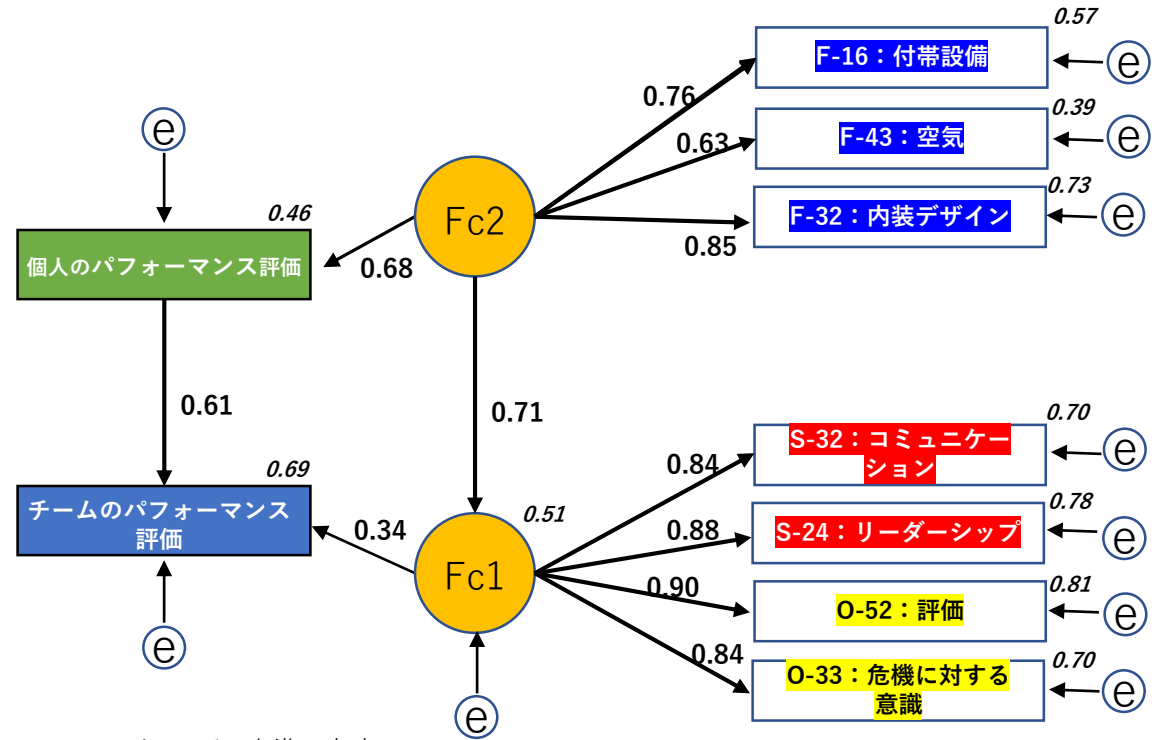 0.57
F-16：付帯設備
e
0.76
0.39
F-43：空気
e
0.63
e
0.73
F-32：内装デザイン
e
0.85
Fc2
0.46
個人のパフォーマンス評価
0.68
0.61
0.71
0.70
S-32：コミュニケー
ション
e
0.84
0.69
チームのパフォーマンス
評価
0.34
0.51
Fc1
0.78
S-24：リーダーシップ
e
0.88
0.81
O-52：評価
e
0.90
0.70
O-33：危機に対する
意識
e
0.84
e
e